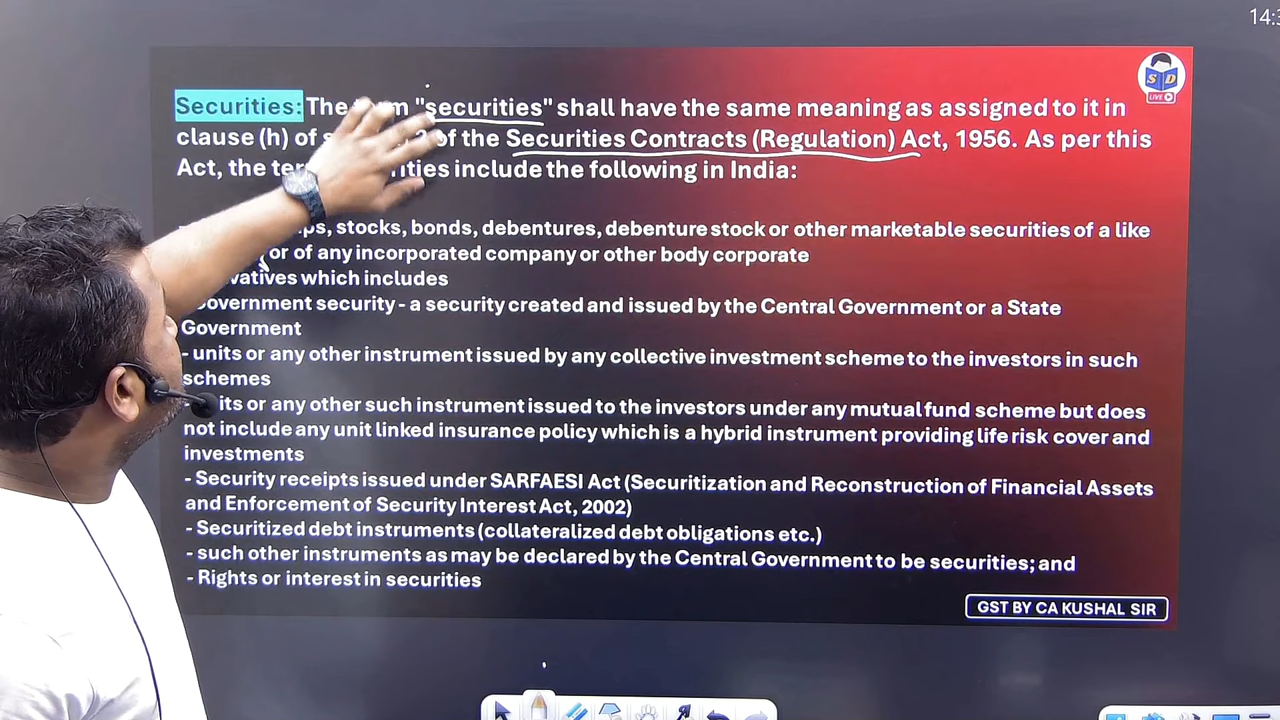 14:3
S D
LIVE
Securities: The term "securities" shall have the same meaning as assigned to it in
clause (h) of of the Securities Contracts (Regulation) Act, 1956. As per this
Act, the include the following in India:
stocks, bonds, debentures, debenture stock or other marketable securities of a like
or of any incorporated company or other body corporate
which includes
Government security - a security created and issued by the Central Government or a State
Government
- units or any other instrument issued by any collective investment scheme to the investors in such
schemes
or any other such instrument issued to the investors under any mutual fund scheme but does
not include any unit linked insurance policy which is a hybrid instrument providing life risk cover and
investments
- Security receipts issued under SARFAESI Act (Securitization and Reconstruction of Financial Assets
and Enforcement of Security Interest Act, 2002)
- Securitized debt instruments (collateralized debt obligations etc.)
- such other instruments as may be declared by the Central Government to be securities; and
- Rights or interest in securities
GST BY CA KUSHAL SIR